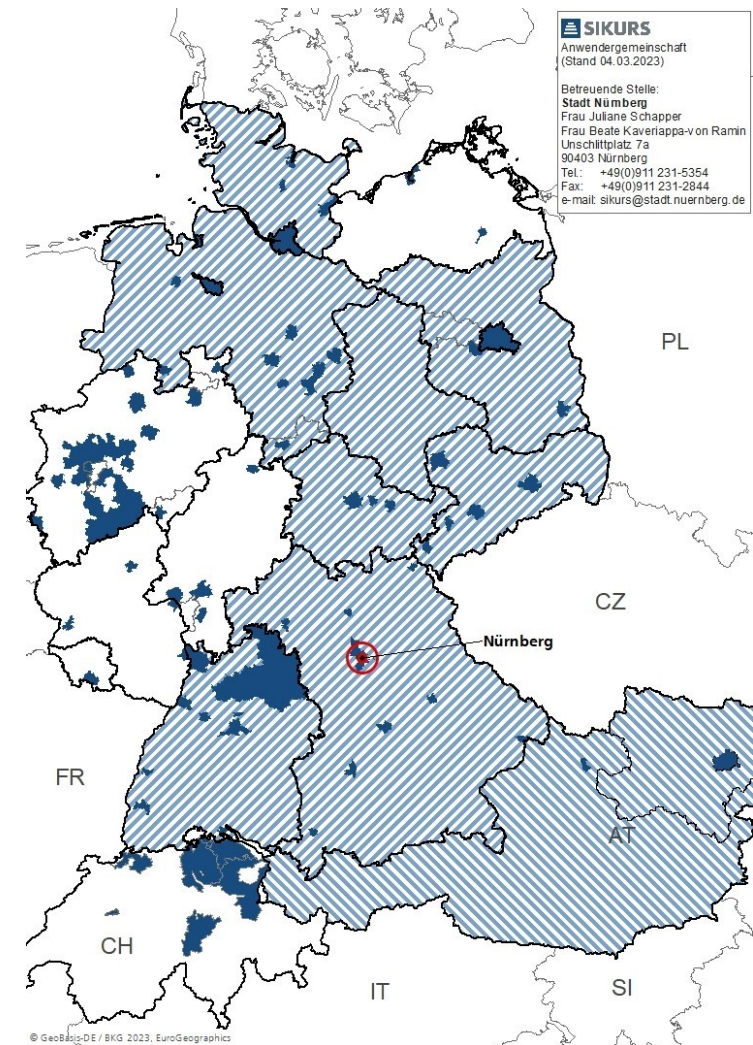 SIKURS
Anwendergemeinschaft
(Stand 04.03.2023)
Betreuende Stelle:
Stadt Nürnberg
Frau Juliane Schapper
Frau Beate Kaveriappa-von Ramin
Unschlittplatz 7a
90403 Nürnberg
Tel.: +49(0)911 231-5354
Fax: +49(0)911 231-2844
e-mail: sikurs@stadt.nuernberg.de
PL
CZ
Nürnberg
FR
AT
CH
IT
SI
© GeoBasis-DE / BKG 2023, EuroGeographics